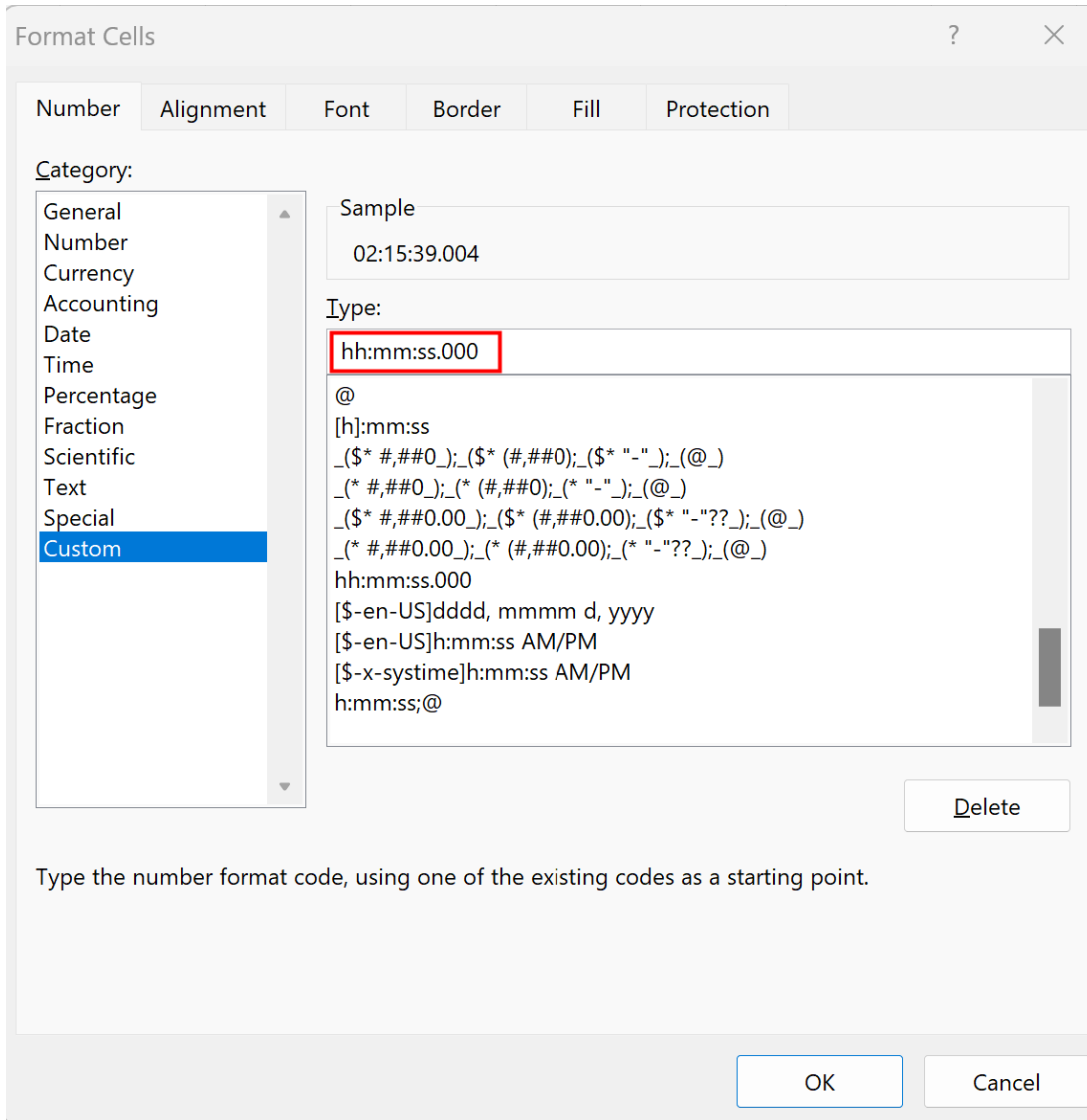 Format Cells
?
Number Alignment Font Border Fill Protection
Category:
General
Number
Currency
Accounting
Date
Time
Percentage
Fraction
Scientific
Text
Special
Custom
Sample
02:15:39.004
Type:
hh:mm:ss.000
@
[h]:mm:ss
_($* #,##0_);_($* (#,##0);_($* "-"_);_(@_)
_(* #,##0_);_(* (#,##0);_(* "-"_);_(@_)
_($* #,##0.00_);_($* (#,##0.00);_($* "-"??_);_(@_)
_(* #,##0.00_);_(* (#,##0.00);_(* "-"??_);_(@_)
hh:mm:ss.000
[$-en-US]dddd, mmmm d, yyyy
[$-en-US]h:mm:ss AM/PM
[$-x-systime]h:mm:ss AM/PM
h:mm:ss;@
Delete
Type the number format code, using one of the existing codes as a starting point.
OK Cancel